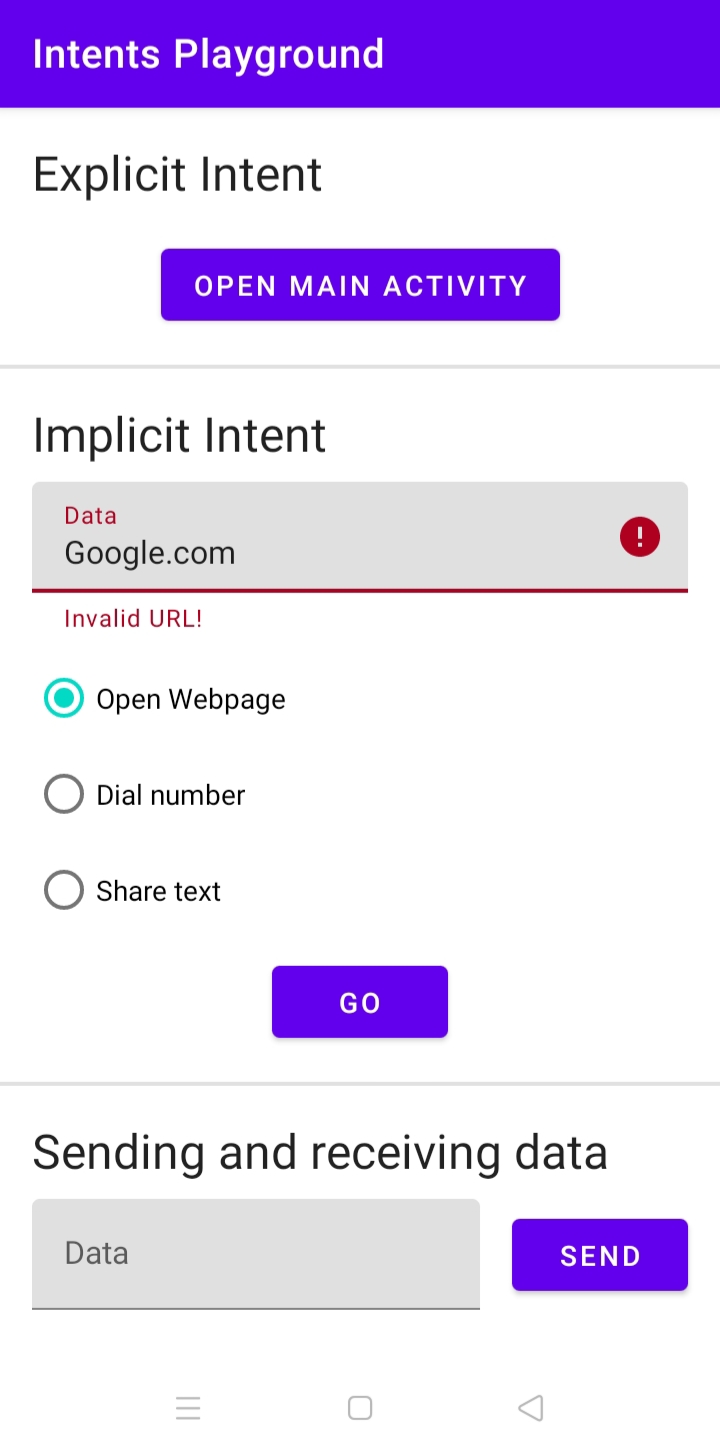 Intents Playground
Explicit Intent
OPEN MAIN ACTIVITY
Implicit Intent
Data
Google.com
Invalid URL!
Open Webpage
Dial number
Share text
GO
Sending and receiving data
Data
SEND